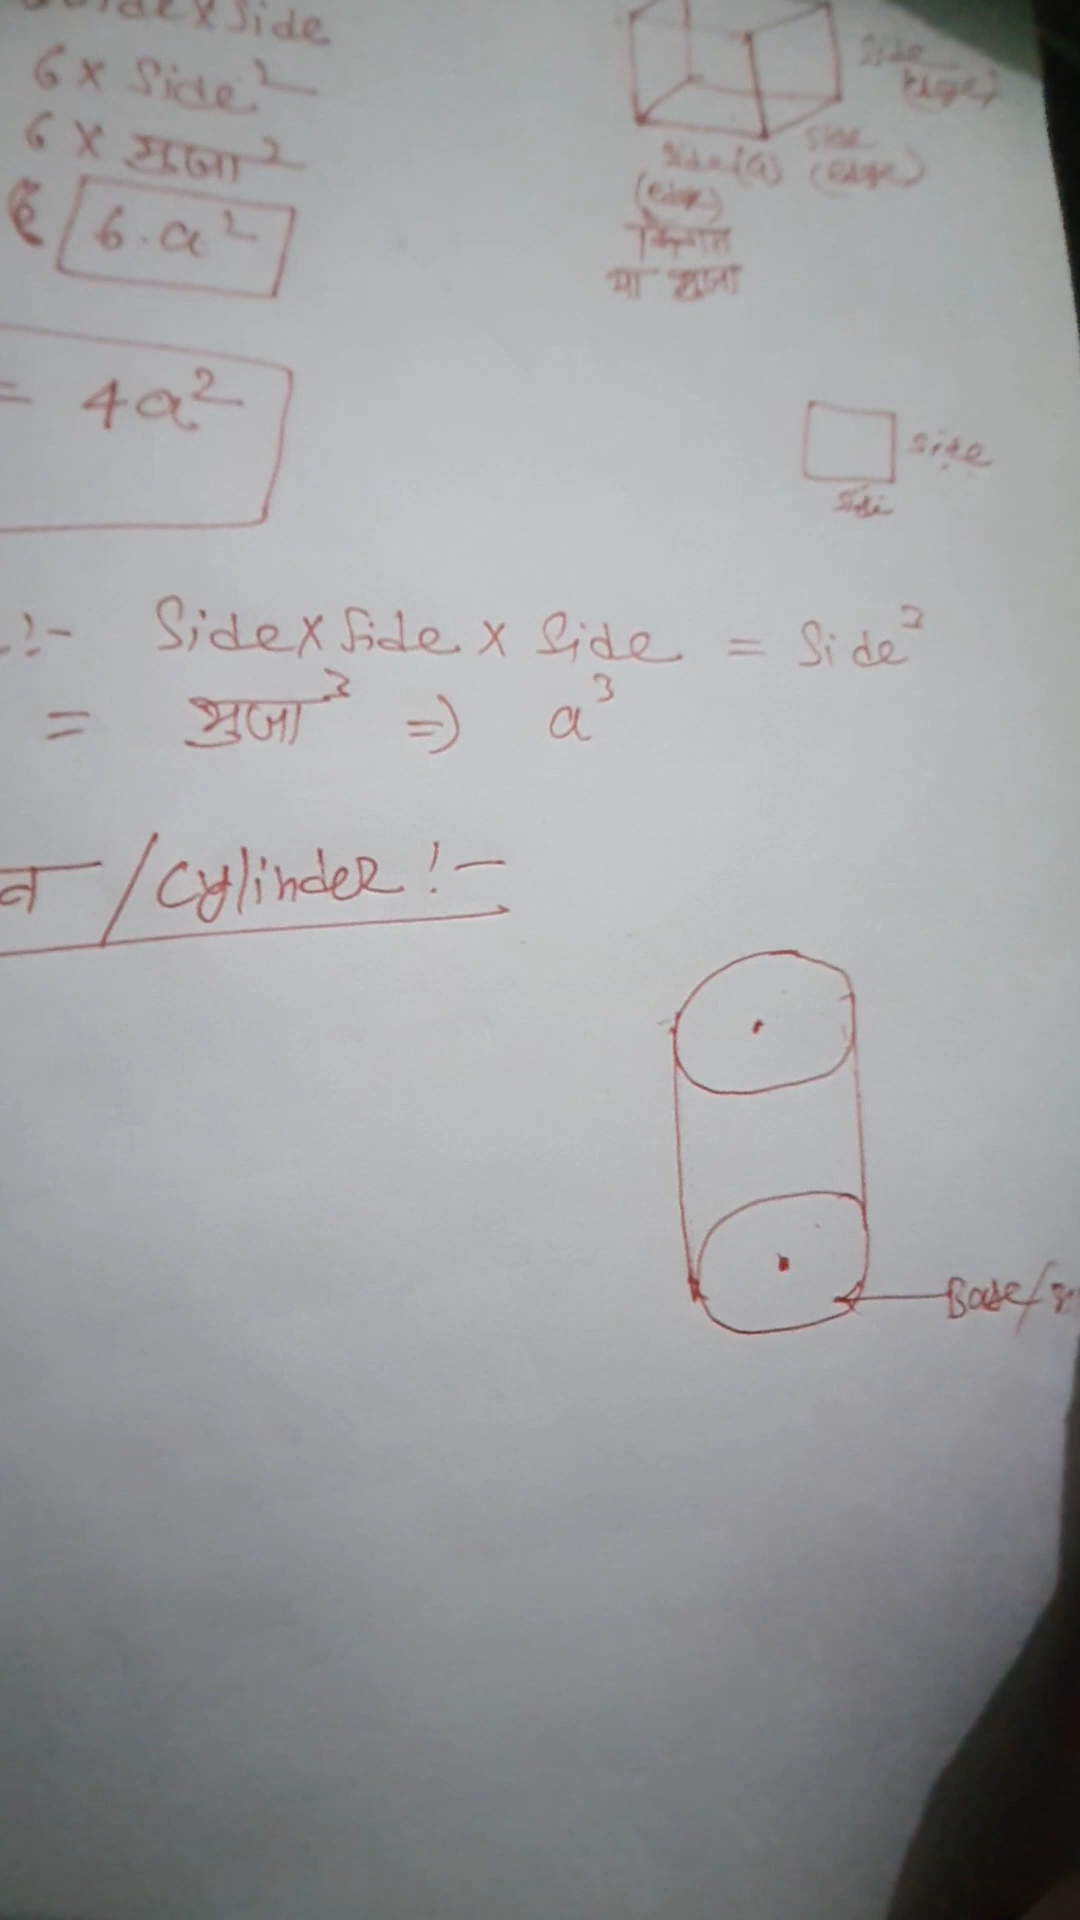 x Side
6 x Side²
6 x भुजा²
6.a²
Side
(edge)
Side
(edge)
Side (a)
(edge)
किनारा
या भुजा
= 4a²
Side
Side
:- Side x Side x Side = Side³
= भुजा³ => a³
न / Cylinder :-
Base/